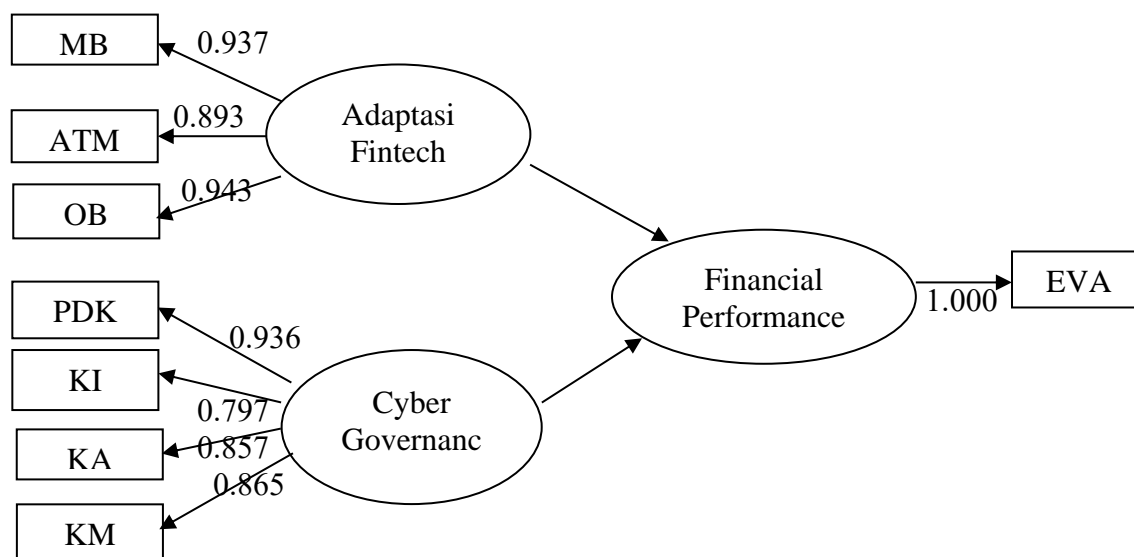 MB
0.937
ATM
0.893
OB
0.943
Adaptasi
Fintech
PDK
0.936
KI
0.797
KA
0.857
KM
0.865
Cyber
Governanc
Financial
Performance
1.000
EVA